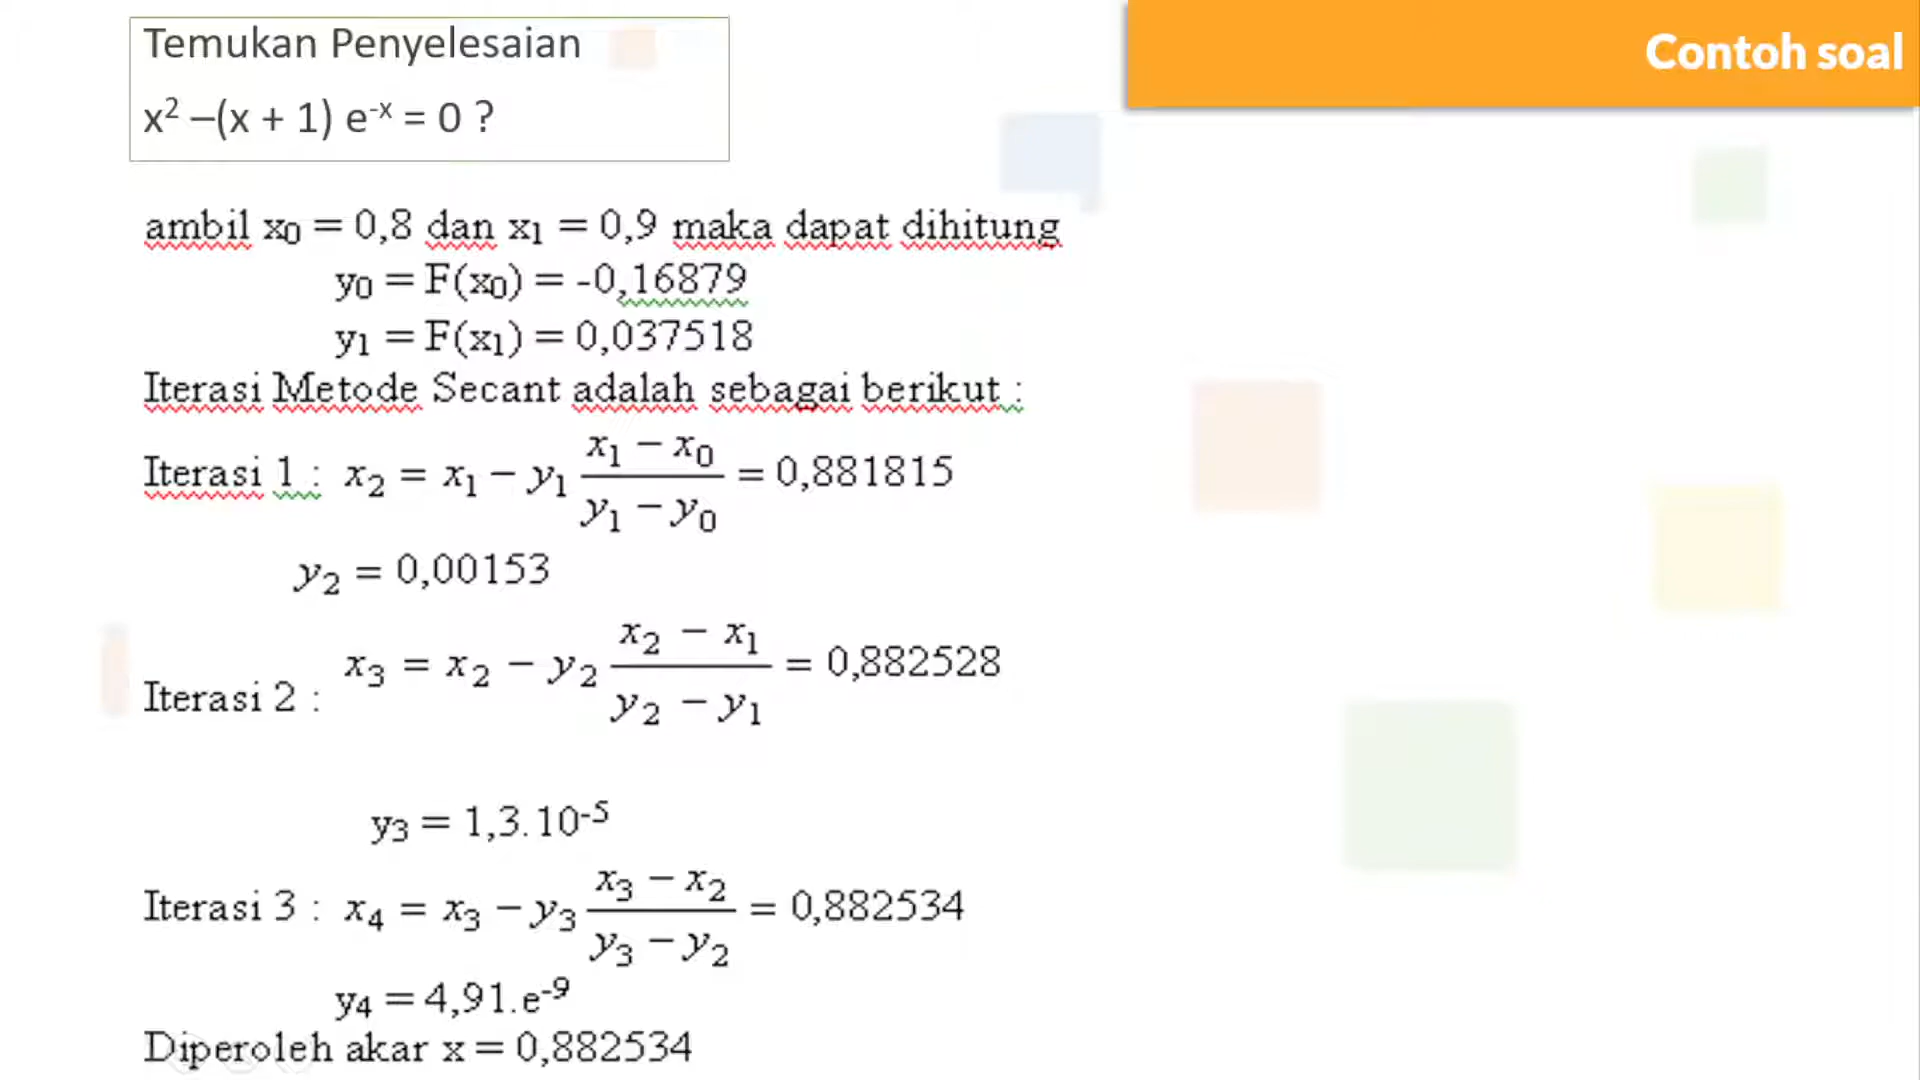 Temukan Penyelesaian
x² –(x + 1) e⁻ˣ = 0 ?
Contoh soal
ambil x₀ = 0,8 dan x₁ = 0,9 maka dapat dihitung
y₀ = F(x₀) = -0,16879
y₁ = F(x₁) = 0,037518
Iterasi Metode Secant adalah sebagai berikut :
Iterasi 1 : x₂ = x₁ − y₁ (x₁ − x₀)/(y₁ − y₀) = 0,881815
y₂ = 0,00153
Iterasi 2 : x₃ = x₂ − y₂ (x₂ − x₁)/(y₂ − y₁) = 0,882528
y₃ = 1,3.10⁻⁵
Iterasi 3 : x₄ = x₃ − y₃ (x₃ − x₂)/(y₃ − y₂) = 0,882534
y₄ = 4,91.e⁻⁹
Diperoleh akar x = 0,882534